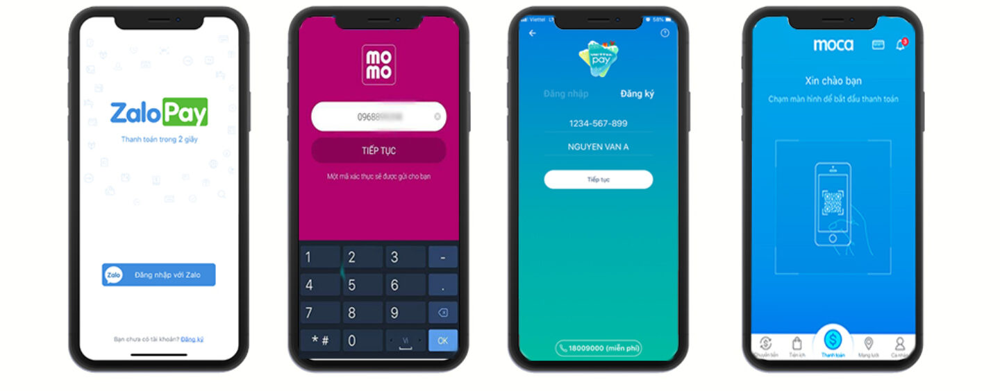 ZaloPay
Thanh toán trong 2 giây
Zalo
Đăng nhập với Zalo
Bạn chưa có tài khoản? Đăng ký
mo
mo
09688
TIẾP TỤC
Một mã xác thực sẽ được gửi cho bạn
1 2 3 -
4 5 6 .
7 8 9
* # 0 Vi OK
Viettel
58%
VIETTEL
pay
Đăng nhập Đăng ký
1234-567-899
NGUYEN VAN A
Tiếp tục
18009000 (miễn phí)
moca
3
Xin chào bạn
Chạm màn hình để bắt đầu thanh toán
Chuyển tiền Tiện ích Thanh toán Mạng lưới Cá nhân